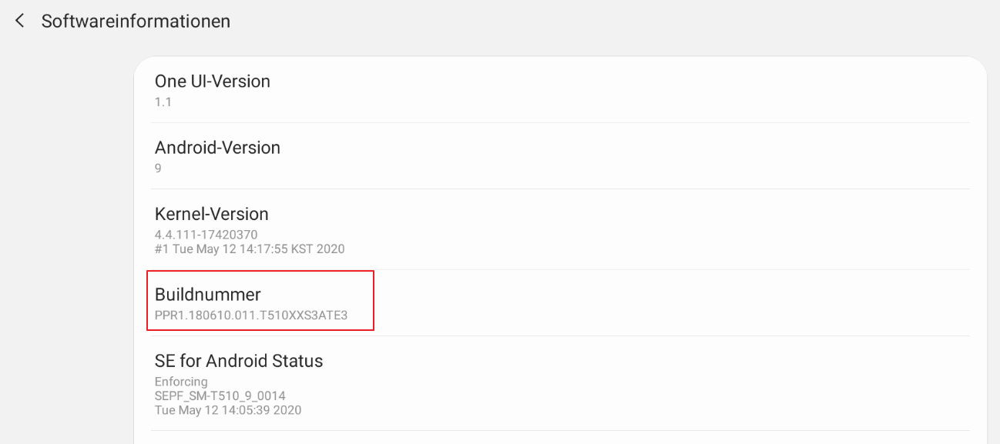 Softwareinformationen
One UI-Version
1.1
Android-Version
9
Kernel-Version
4.4.111-17420370
#1 Tue May 12 14:17:55 KST 2020
Buildnummer
PPR1.180610.011.T510XXS3ATE3
SE for Android Status
Enforcing
SEPF_SM-T510_9_0014
Tue May 12 14:05:39 2020